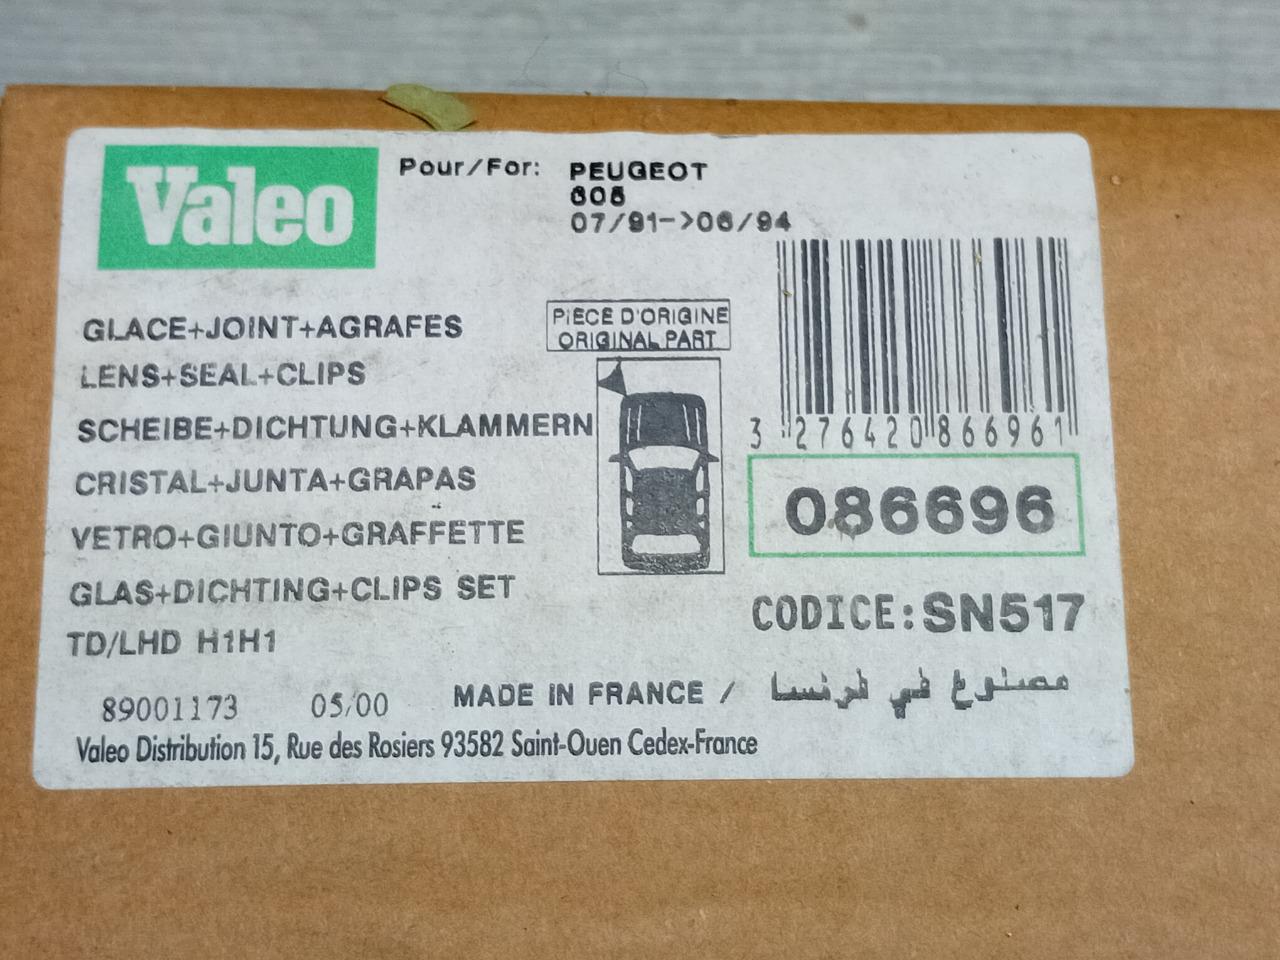 Valeo
Pour/For: PEUGEOT
605
07/91->06/94
GLACE+JOINT+AGRAFES
LENS+SEAL+CLIPS
SCHEIBE+DICHTUNG+KLAMMERN
CRISTAL+JUNTA+GRAPAS
VETRO+GIUNTO+GRAFFETTE
GLAS+DICHTING+CLIPS SET
TD/LHD H1H1
PIECE D'ORIGINE
ORIGINAL PART
3 276420 866961
086696
CODICE:SN517
89001173 05/00 MADE IN FRANCE / مصنوع في فرنسا
Valeo Distribution 15, Rue des Rosiers 93582 Saint-Ouen Cedex-France